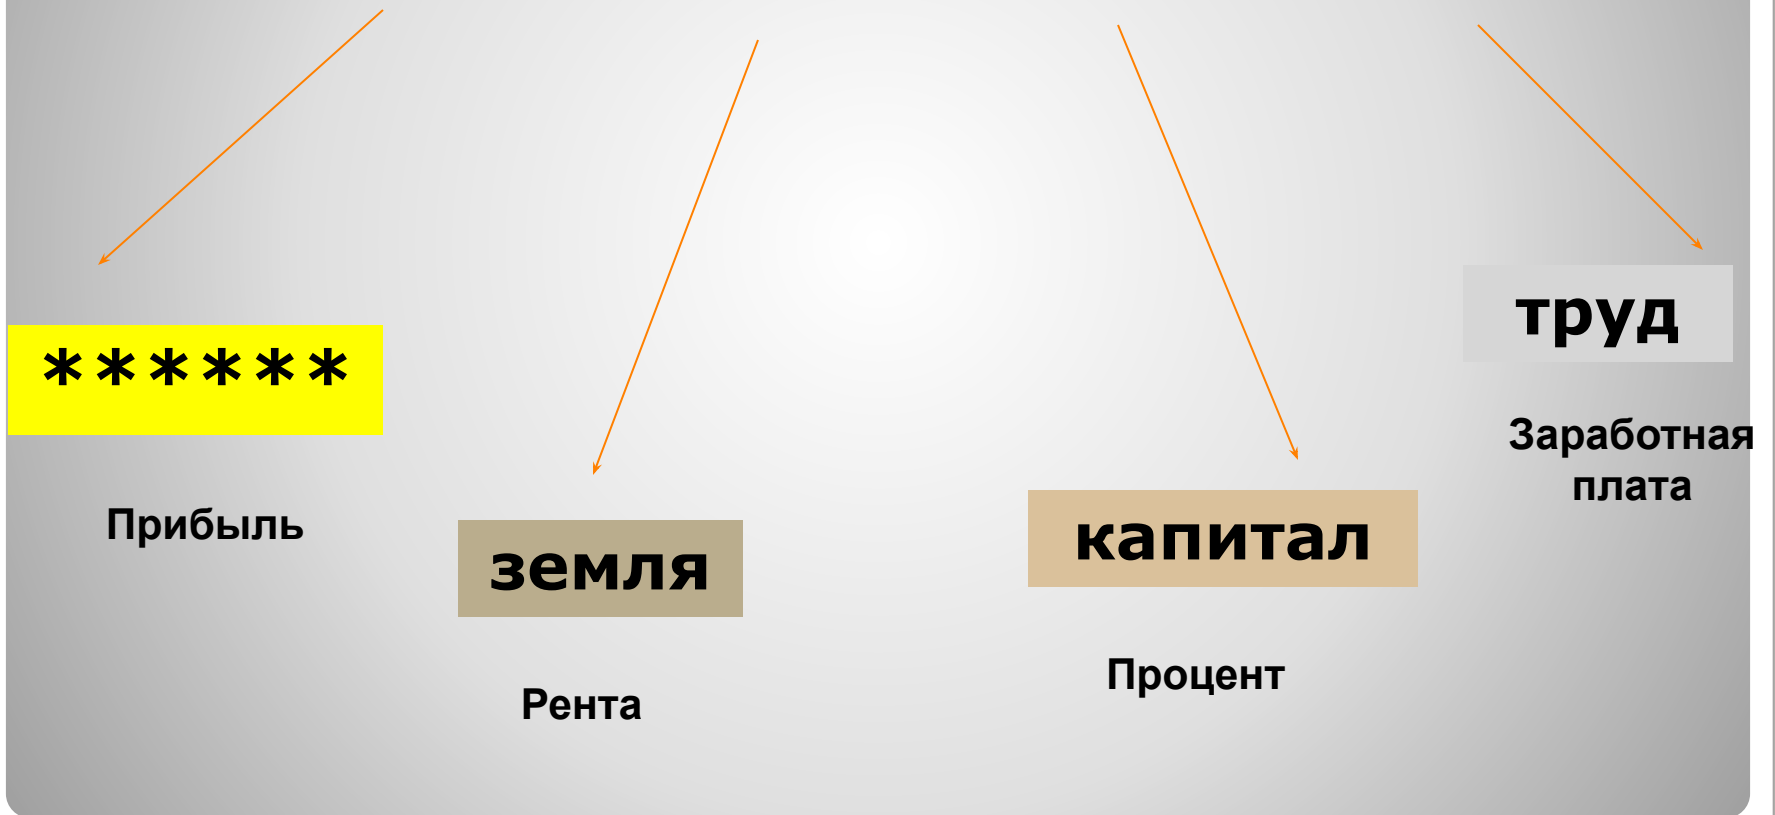 ******
Прибыль
земля
Рента
капитал
Процент
труд
Заработная
плата